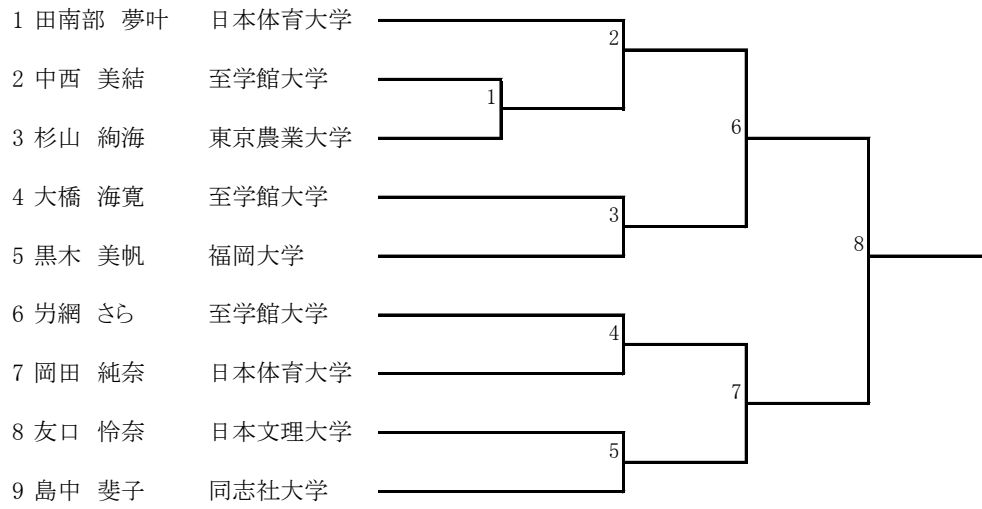 1 田南部 夢叶 日本体育大学
2 中西 美結 至学館大学
3 杉山 絢海 東京農業大学
4 大橋 海寛 至学館大学
5 黒木 美帆 福岡大学
6 屶網 さら 至学館大学
7 岡田 純奈 日本体育大学
8 友口 怜奈 日本文理大学
9 島中 斐子 同志社大学
1
2
3
4
5
6
7
8